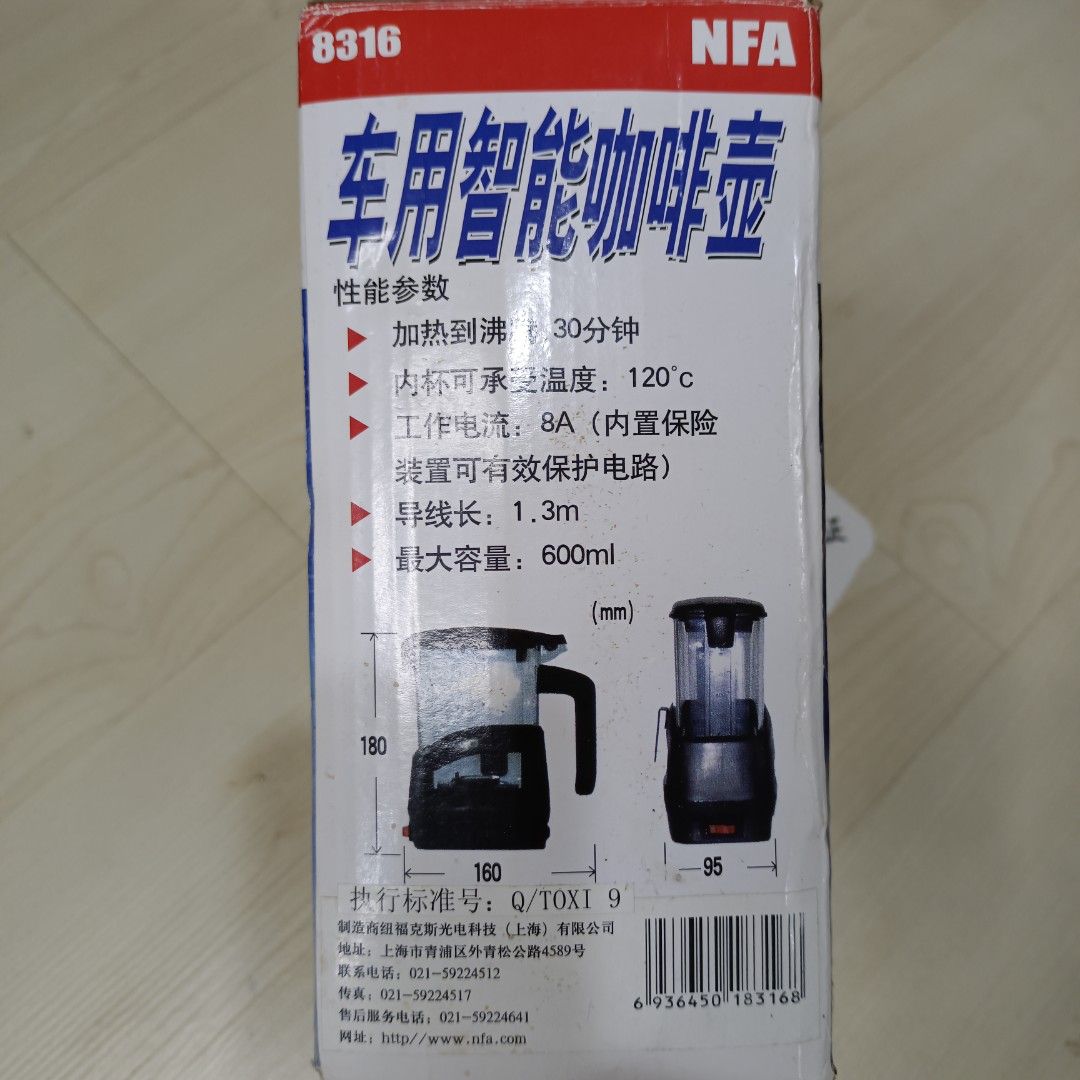 8316
NFA
车用智能咖啡壶
性能参数
加热到沸 30分钟
内杯可承受温度：120°c
工作电流：8A（内置保险
装置可有效保护电路）
导线长：1.3m
最大容量：600ml
(mm)
180
160
95
执行标准号：Q/TOXI 9
制造商纽福克斯光电科技（上海）有限公司
地址：上海市青浦区外青松公路4589号
联系电话：021-59224512
传真：021-59224517
售后服务电话：021-59224641
网址：http//www.nfa.com
6 936450 183168